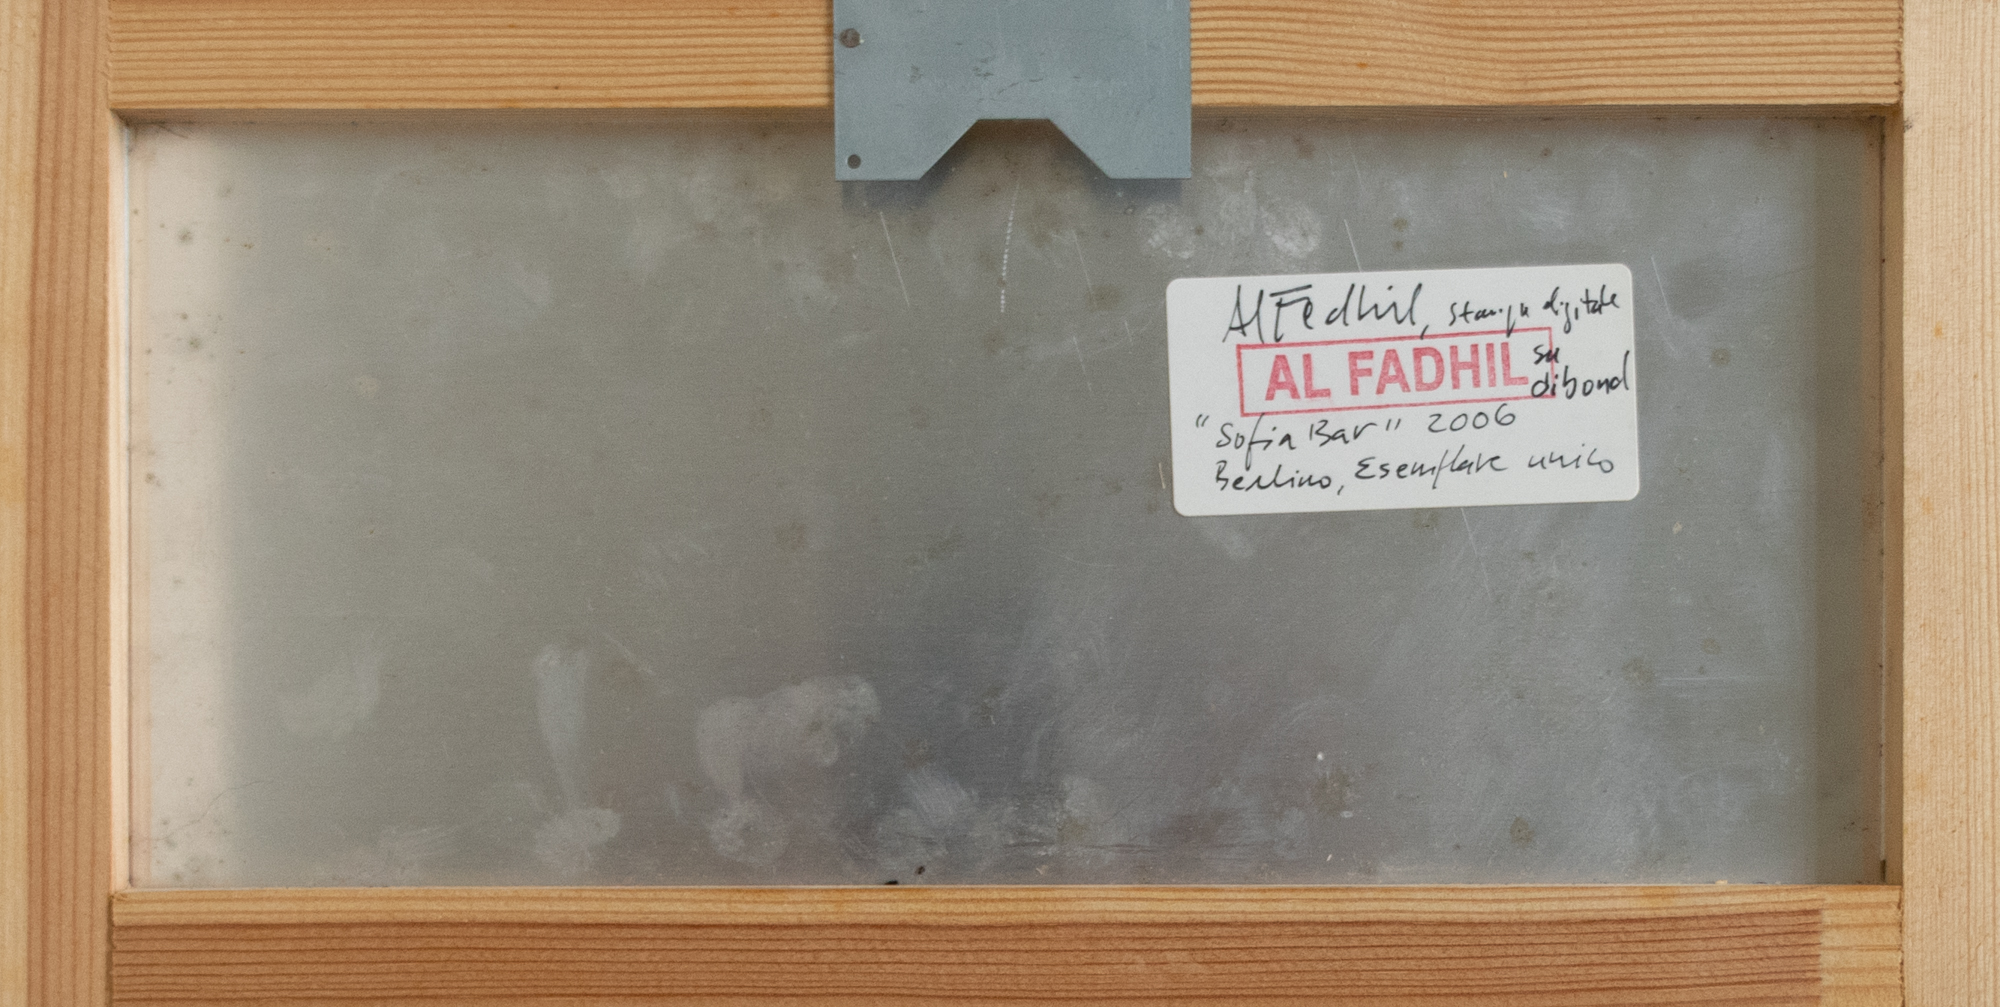 Al Fadhil, stampa digitale
AL FADHIL su
dibond
"Sofia Bar" 2006
Berlino, Esemplare unico